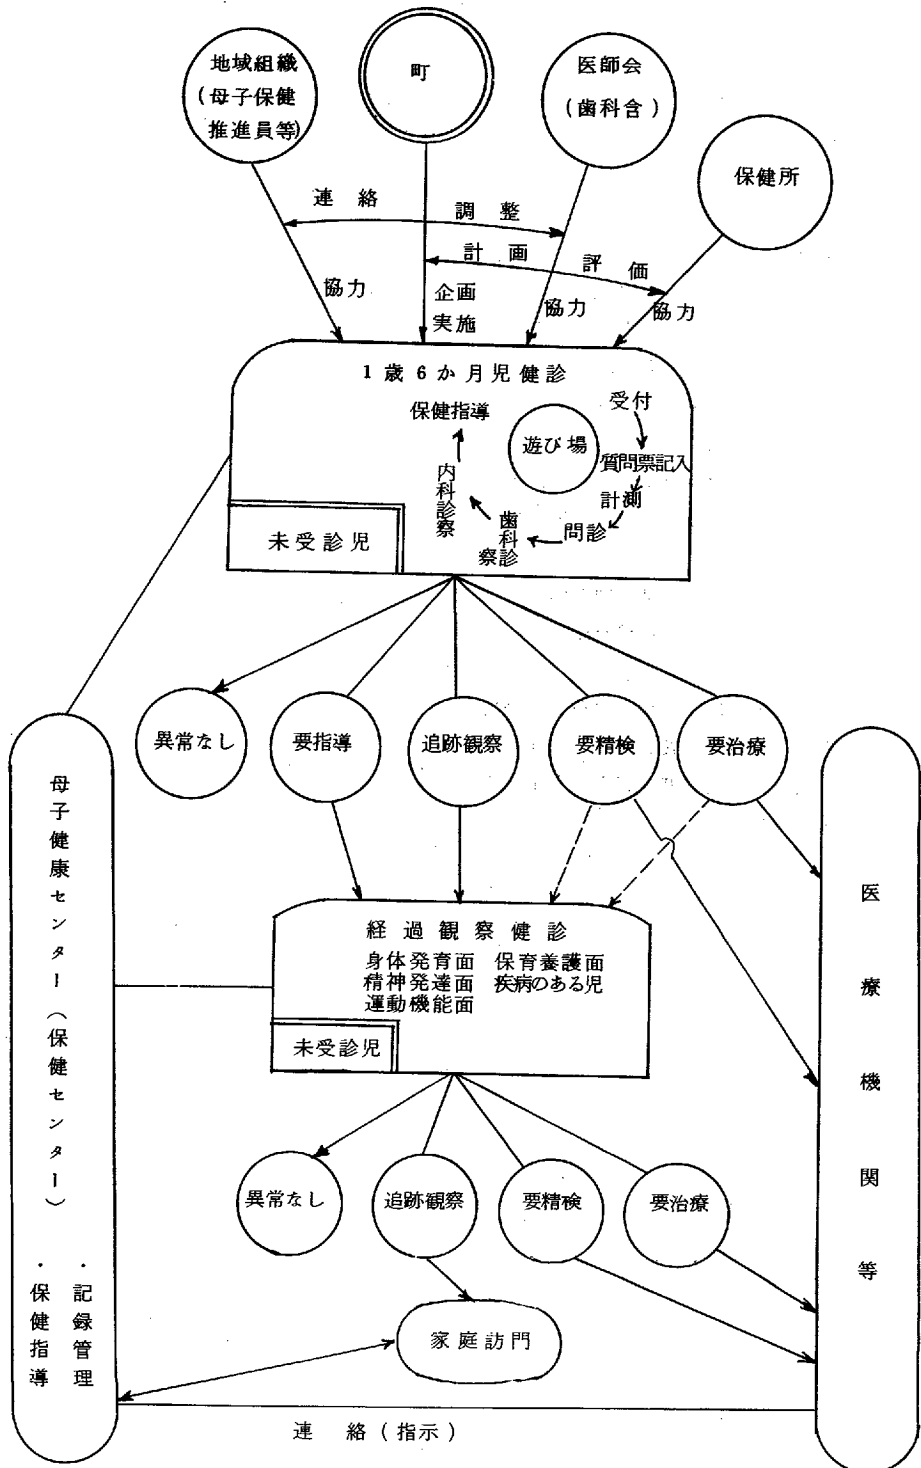 地域組織
(母子保健
推進員等)
町
医師会
(歯科含)
保健所
連絡
調整
計画
評価
協力
企画
実施
協力
協力
1歳6か月児健診
受付
質問票記入
計測
問診
歯科
察診
内科診察
保健指導
遊び場
未受診児
異常なし
要指導
追跡観察
要精検
要治療
母子健康センター(保健センター)
・記録管理
・保健指導
医療機関等
経過観察健診
身体発育面 保育養護面
精神発達面 疾病のある児
運動機能面
未受診児
異常なし
追跡観察
要精検
要治療
家庭訪問
連絡(指示)